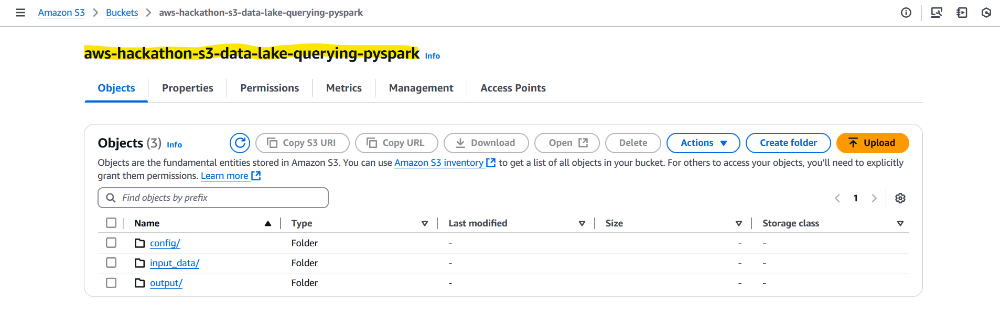 Amazon S3 > Buckets > aws-hackathon-s3-data-lake-querying-pyspark
aws-hackathon-s3-data-lake-querying-pyspark Info
Objects Properties Permissions Metrics Management Access Points
Objects (3) Info Copy S3 URI Copy URL Download Open Delete Actions Create folder Upload
Objects are the fundamental entities stored in Amazon S3. You can use Amazon S3 inventory to get a list of all objects in your bucket. For others to access your objects, you’ll need to explicitly
grant them permissions. Learn more
Find objects by prefix 1
Name Type Last modified Size Storage class
config/ Folder - - -
input_data/ Folder - - -
output/ Folder - - -